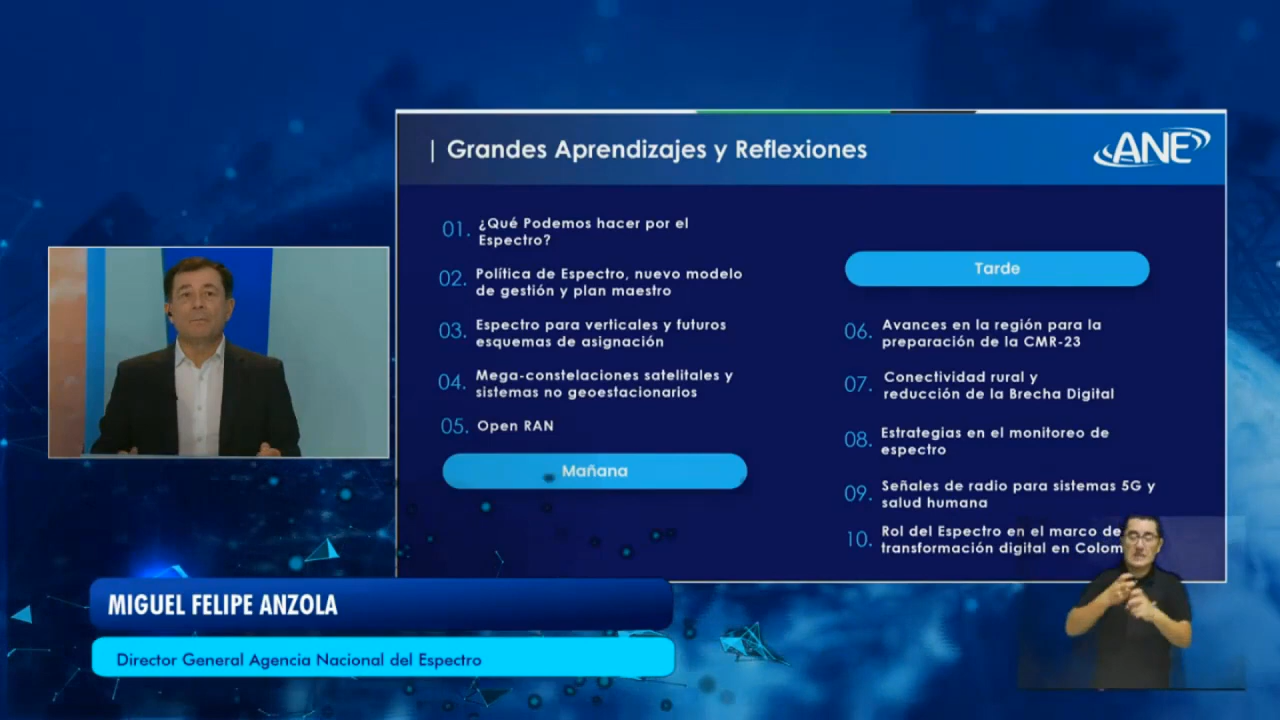 | Grandes Aprendizajes y Reflexiones
ANE
01. ¿Qué Podemos hacer por el
Espectro?
02. Política de Espectro, nuevo modelo
de gestión y plan maestro
03. Espectro para verticales y futuros
esquemas de asignación
04. Mega-constelaciones satelitales y
sistemas no geoestacionarios
05. Open RAN
Mañana
Tarde
06. Avances en la región para la
preparación de la CMR-23
07. Conectividad rural y
reducción de la Brecha Digital
08. Estrategias en el monitoreo de
espectro
09. Señales de radio para sistemas 5G y
salud humana
10. Rol del Espectro en el marco de
transformación digital en Colom
MIGUEL FELIPE ANZOLA
Director General Agencia Nacional del Espectro